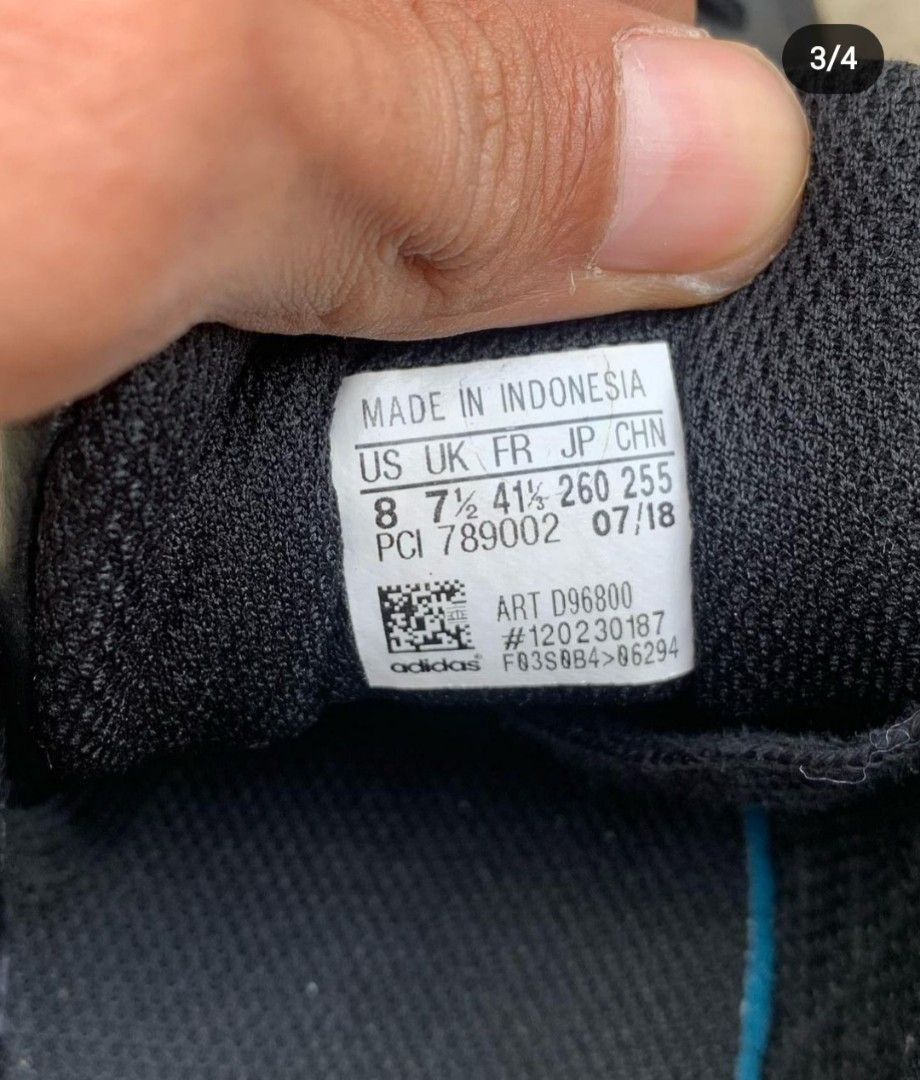 3/4
MADE IN INDONESIA
US UK FR JP CHN
8 7½ 41⅓ 260 255
PCI 789002 07/18
ART D96800
#120230187
adidas® F03S0B4>06294